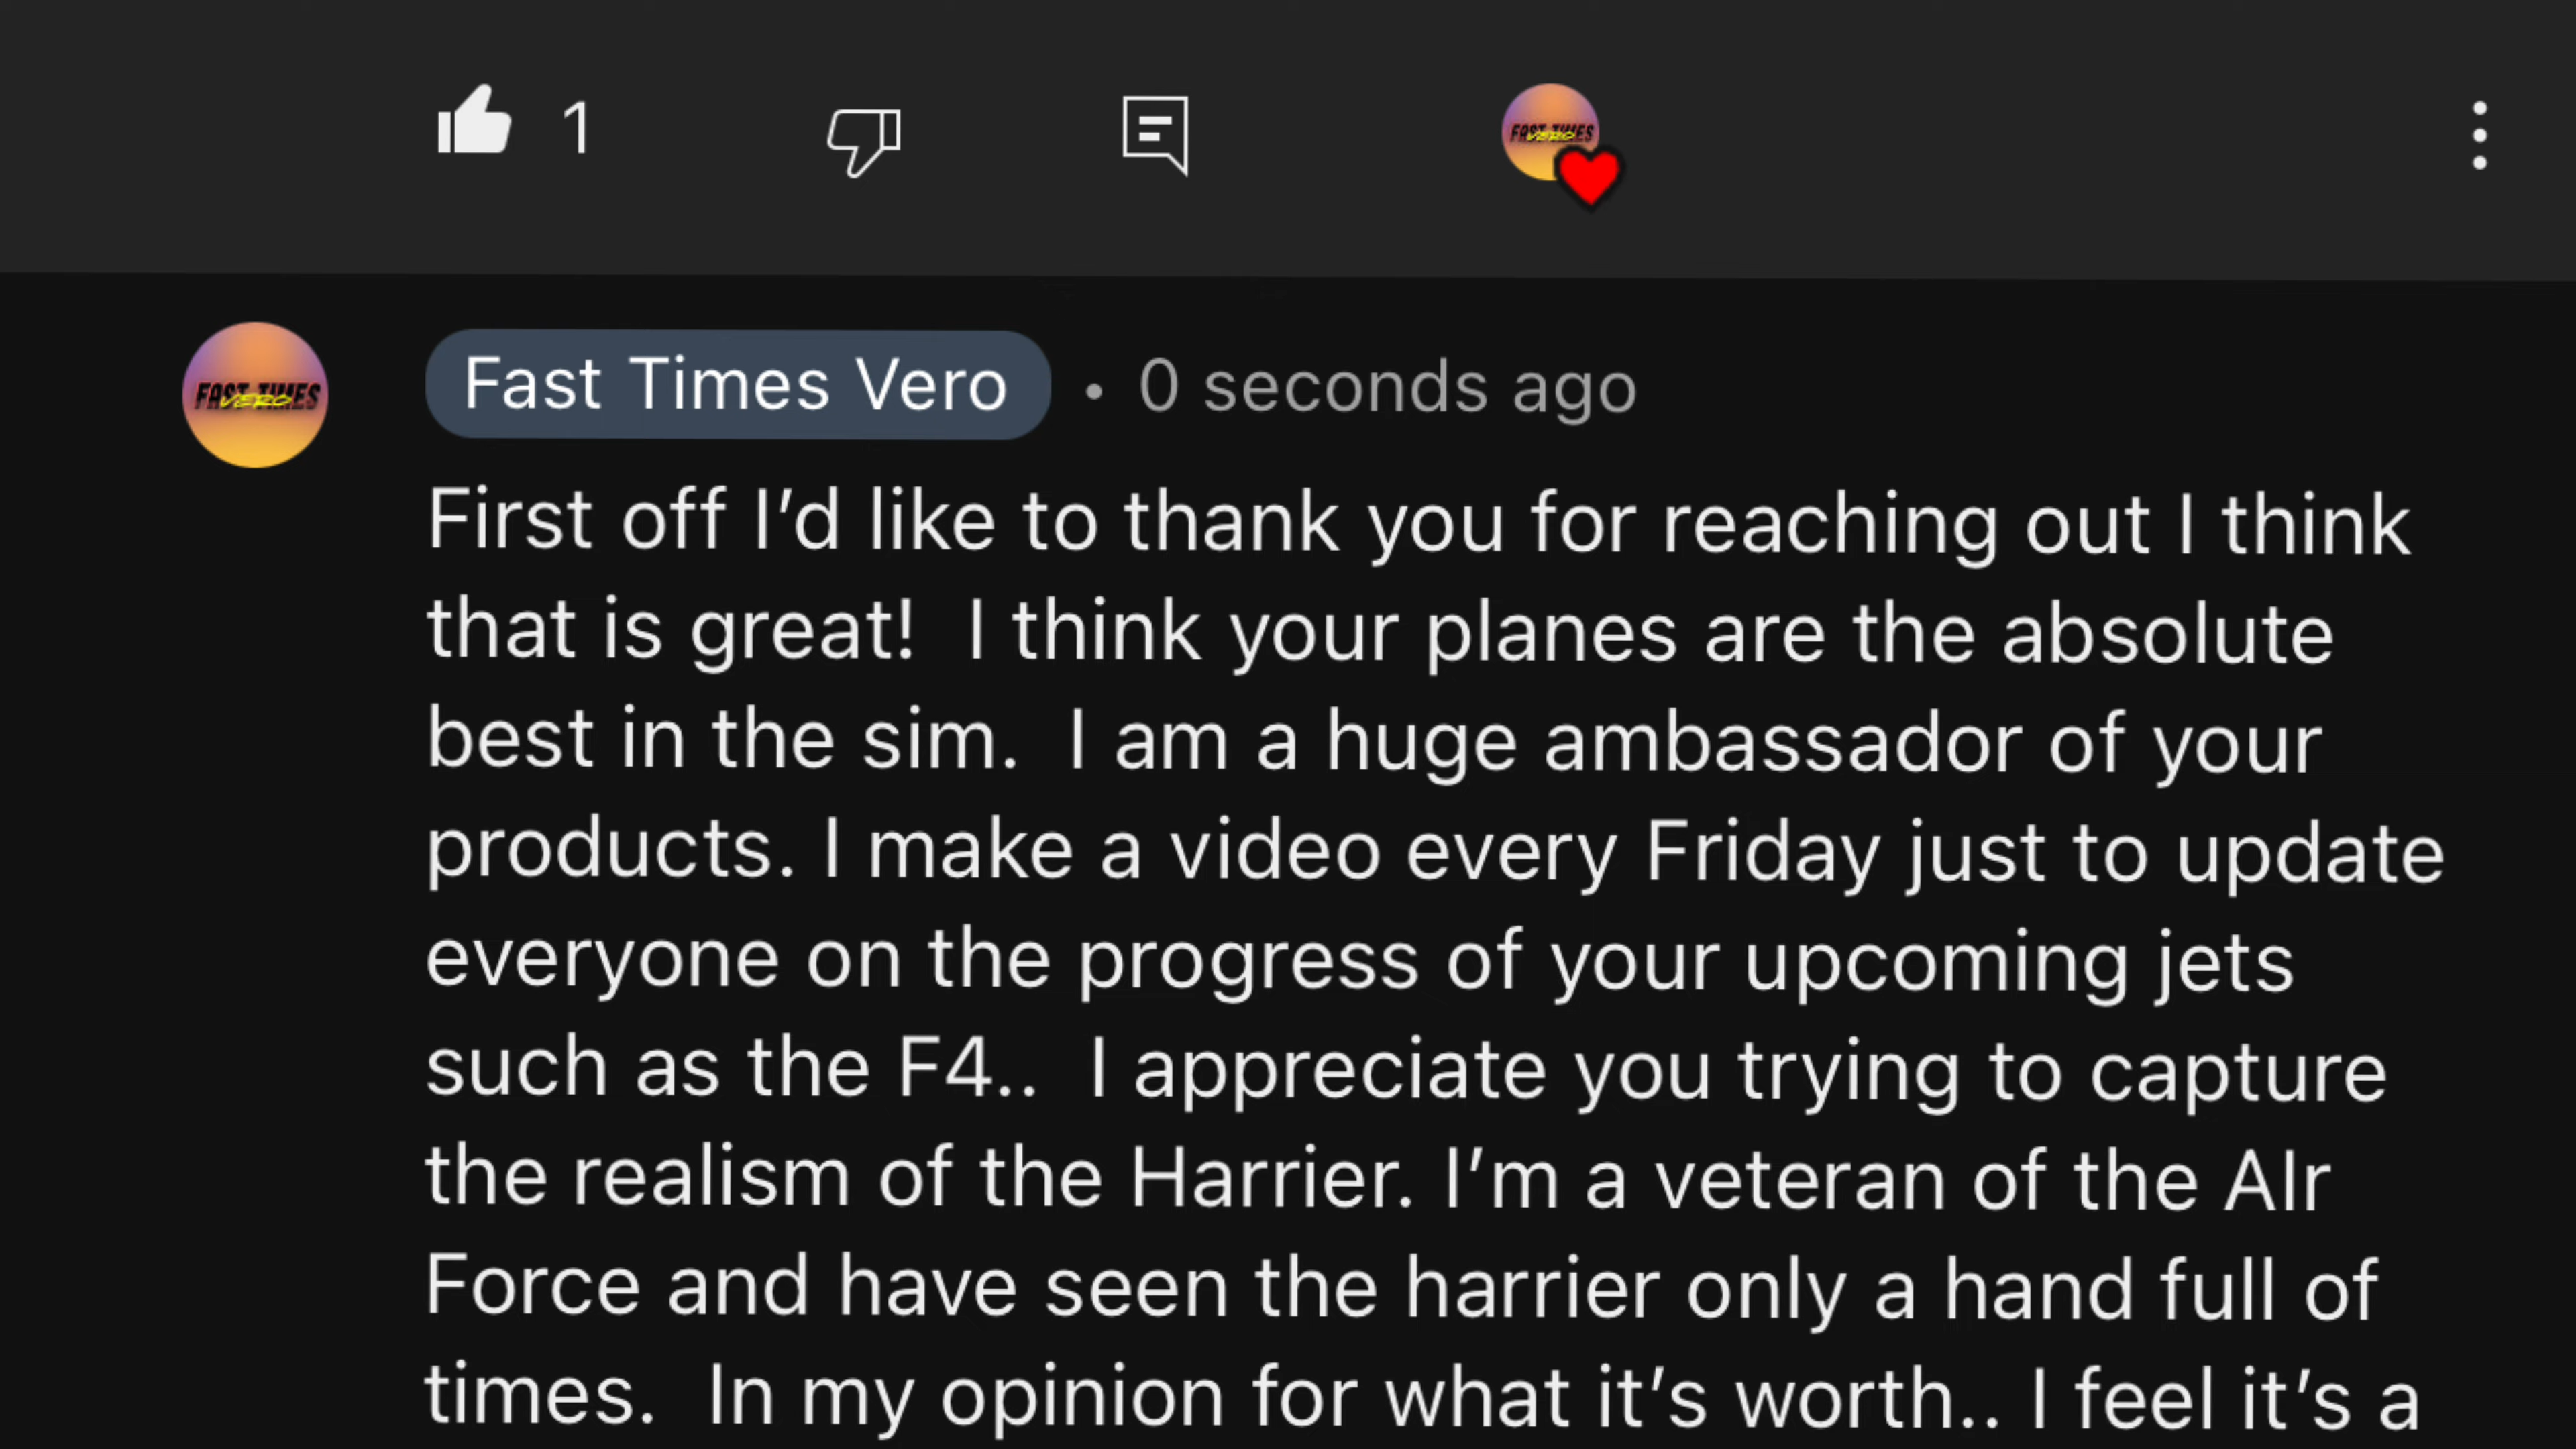 1
FAST TIMES
VERO
FAST TIMES
VERO
Fast Times Vero • 0 seconds ago
First off I’d like to thank you for reaching out I think
that is great!  I think your planes are the absolute
best in the sim.  I am a huge ambassador of your
products. I make a video every Friday just to update
everyone on the progress of your upcoming jets
such as the F4..  I appreciate you trying to capture
the realism of the Harrier. I’m a veteran of the AIr
Force and have seen the harrier only a hand full of
times.  In my opinion for what it’s worth.. I feel it’s a